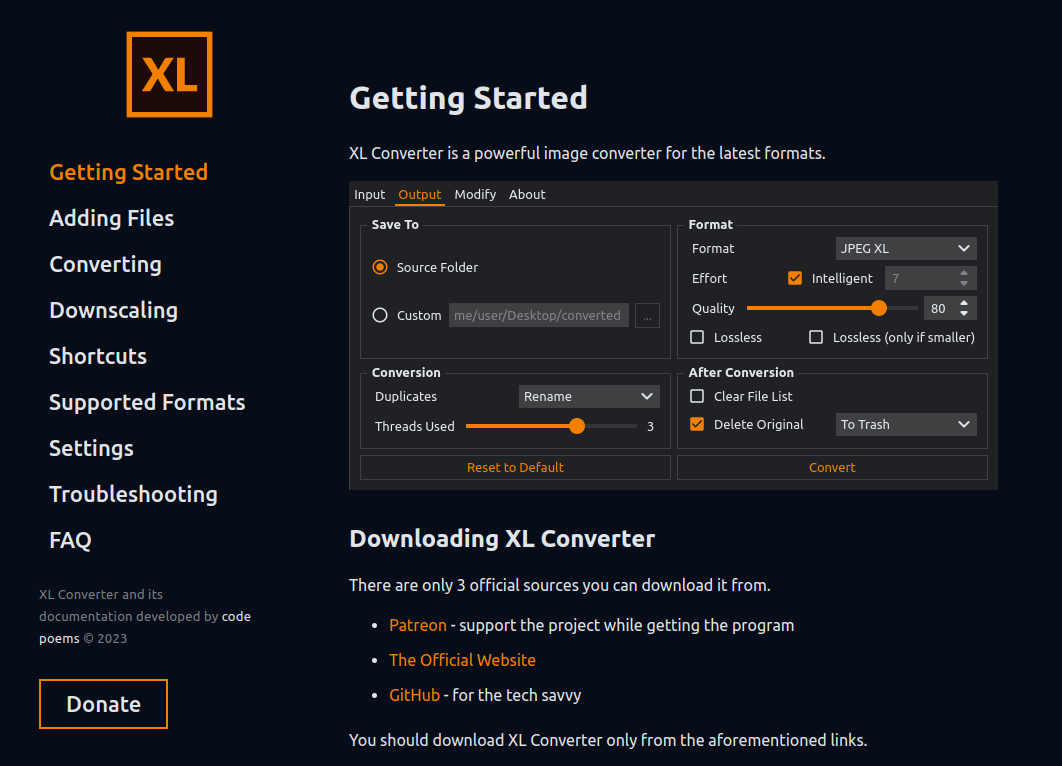 XL
Getting Started
Adding Files
Converting
Downscaling
Shortcuts
Supported Formats
Settings
Troubleshooting
FAQ
XL Converter and its
documentation developed by code
poems © 2023
Donate
Getting Started
XL Converter is a powerful image converter for the latest formats.
Input Output Modify About
Save To
Source Folder
Custom me/user/Desktop/converted ...
Format
Format JPEG XL
Effort Intelligent 7
Quality 80
Lossless Lossless (only if smaller)
Conversion
Duplicates Rename
Threads Used 3
After Conversion
Clear File List
Delete Original To Trash
Reset to Default
Convert
Downloading XL Converter
There are only 3 official sources you can download it from.
• Patreon - support the project while getting the program
• The Official Website
• GitHub - for the tech savvy
You should download XL Converter only from the aforementioned links.